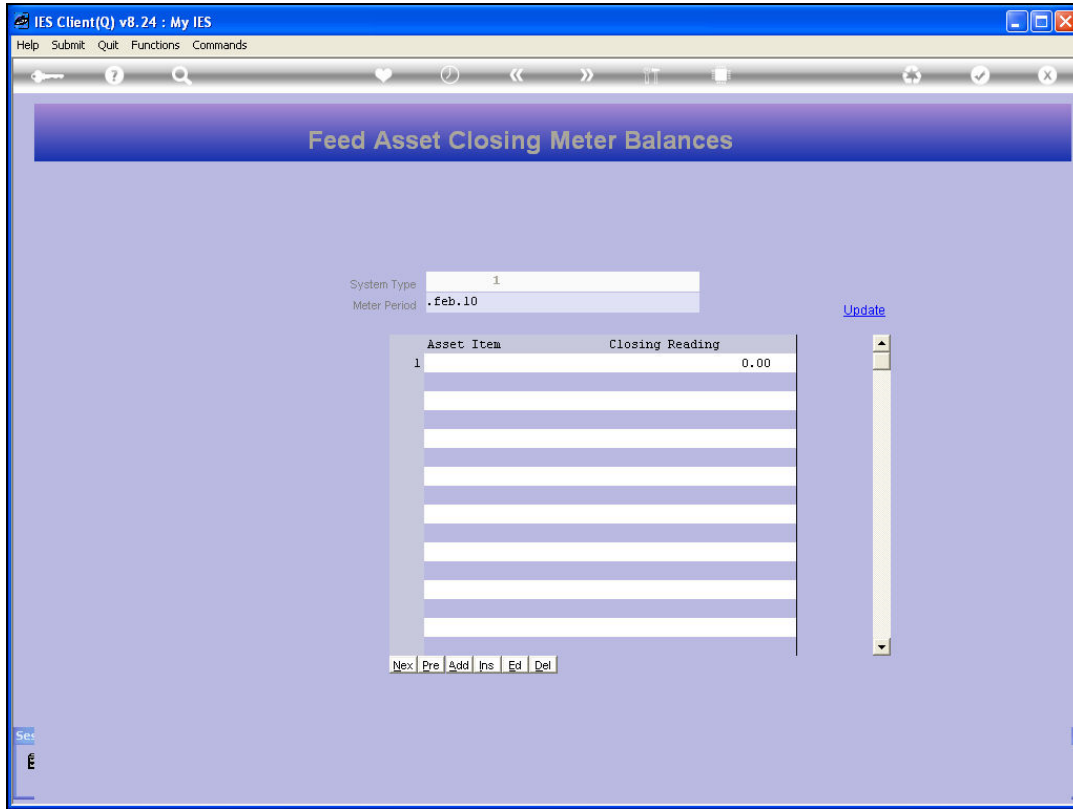 IES Client(Q) v8.24 : My IES
Help Submit Quit Functions Commands
Feed Asset Closing Meter Balances
System Type 1
Meter Period .feb.10
Update
Asset Item Closing Reading
1 0.00
Nex Pre Add Ins Ed Del
Ses